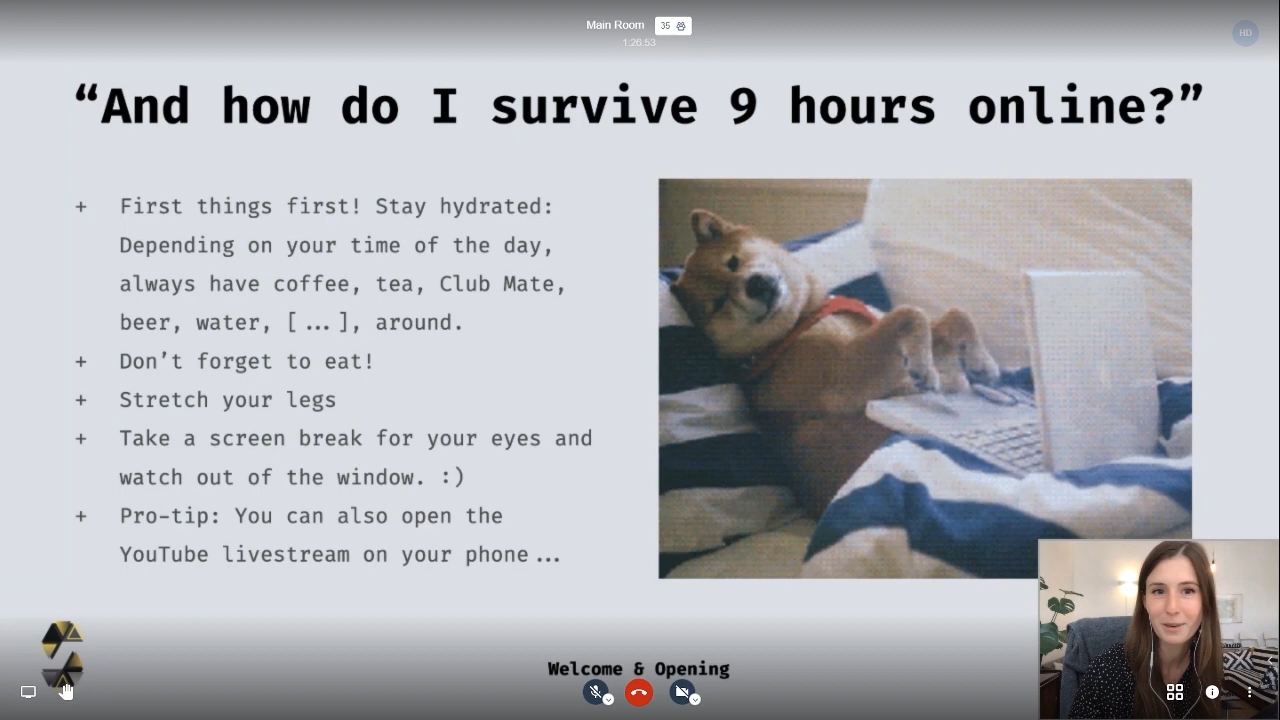 Main Room 35
1:26:53
HD
“And how do I survive 9 hours online?”
+ First things first! Stay hydrated:
Depending on your time of the day,
always have coffee, tea, Club Mate,
beer, water, [...], around.
+ Don’t forget to eat!
+ Stretch your legs
+ Take a screen break for your eyes and
watch out of the window. :)
+ Pro-tip: You can also open the
YouTube livestream on your phone...
Welcome & Opening